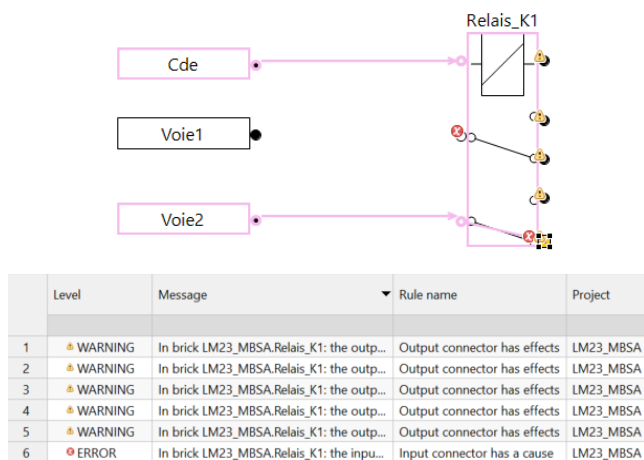 Relais_K1
Cde
Voie1
Voie2
Level Message Rule name Project
1 WARNING In brick LM23_MBSA.Relais_K1: the outp... Output connector has effects LM23_MBSA
2 WARNING In brick LM23_MBSA.Relais_K1: the outp... Output connector has effects LM23_MBSA
3 WARNING In brick LM23_MBSA.Relais_K1: the outp... Output connector has effects LM23_MBSA
4 WARNING In brick LM23_MBSA.Relais_K1: the outp... Output connector has effects LM23_MBSA
5 WARNING In brick LM23_MBSA.Relais_K1: the outp... Output connector has effects LM23_MBSA
6 ERROR In brick LM23_MBSA.Relais_K1: the inpu... Input connector has a cause LM23_MBSA